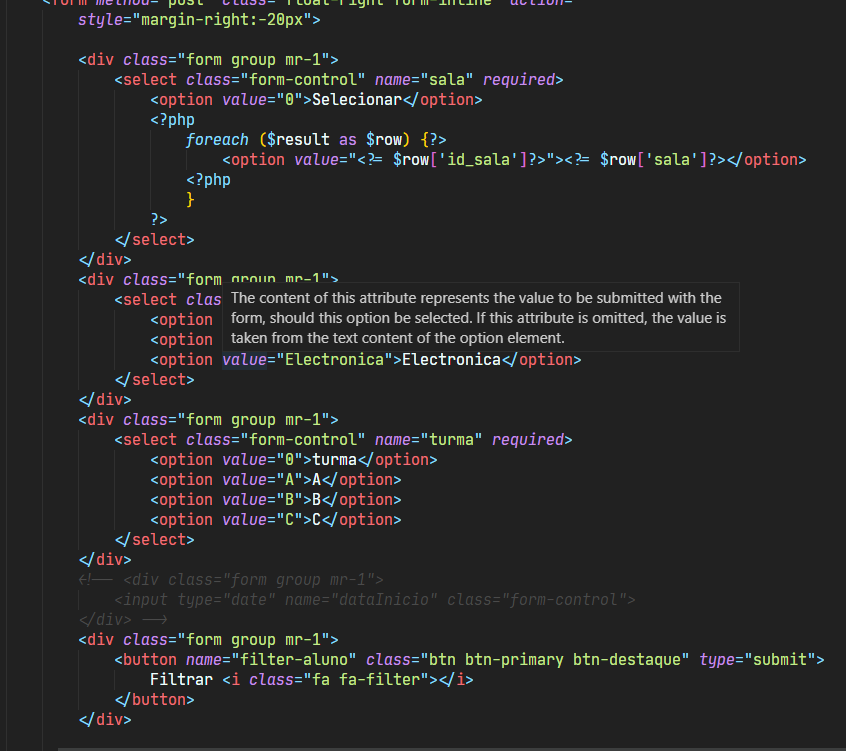 <form method="post" class="float-right form-inline" action=
style="margin-right:-20px">
<div class="form group mr-1">
<select class="form-control" name="sala" required>
<option value="0">Selecionar</option>
<?php
foreach ($result as $row) {?>
<option value="<?= $row['id_sala']?>"><?= $row['sala']?></option>
<?php
}
?>
</select>
</div>
<div class="form group mr-1">
<select clas
<option
<option
The content of this attribute represents the value to be submitted with the
form, should this option be selected. If this attribute is omitted, the value is
taken from the text content of the option element.
<option value="Electronica">Electronica</option>
</select>
</div>
<div class="form group mr-1">
<select class="form-control" name="turma" required>
<option value="0">turma</option>
<option value="A">A</option>
<option value="B">B</option>
<option value="C">C</option>
</select>
</div>
<!-- <div class="form group mr-1">
<input type="date" name="dataInicio" class="form-control">
</div> -->
<div class="form group mr-1">
<button name="filter-aluno" class="btn btn-primary btn-destaque" type="submit">
Filtrar <i class="fa fa-filter"></i>
</button>
</div>